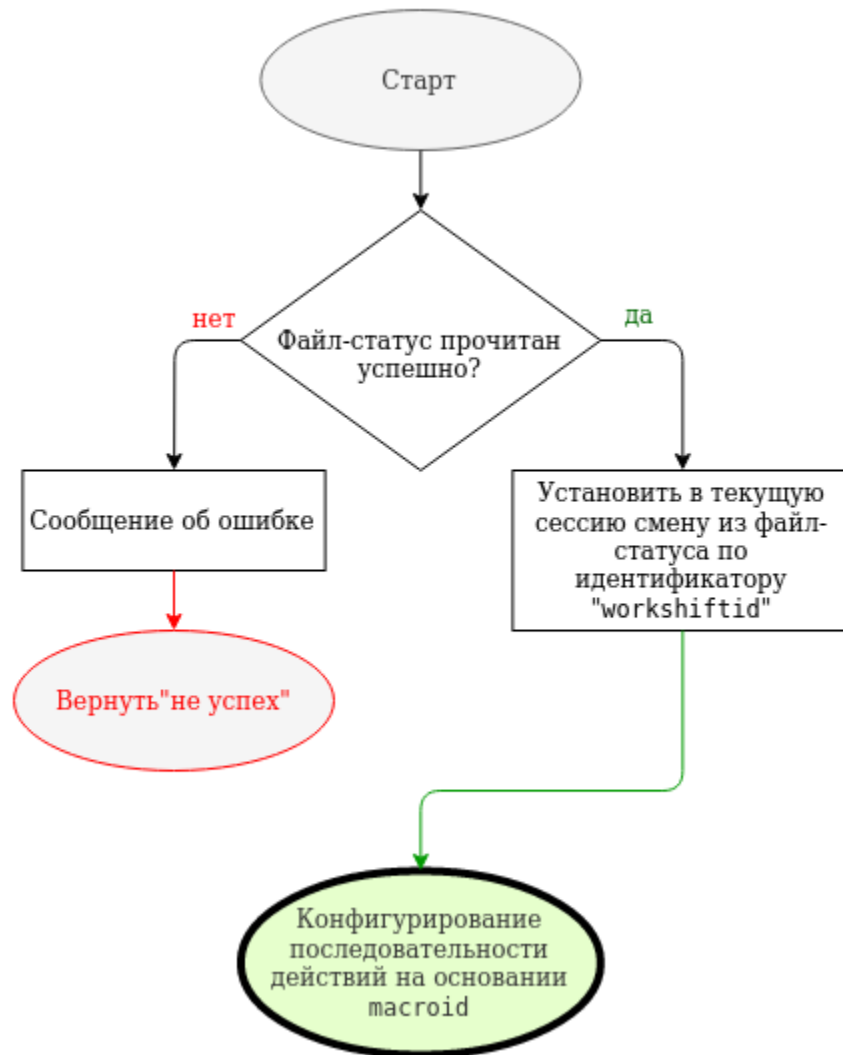 Старт
нет
да
Файл-статус прочитан
успешно?
Сообщение об ошибке
Установить в текущую
сессию смену из файл-
статуса по
идентификатору
"workshiftid"
Вернуть"не успех"
Конфигурирование
последовательности
действий на основании
macroid